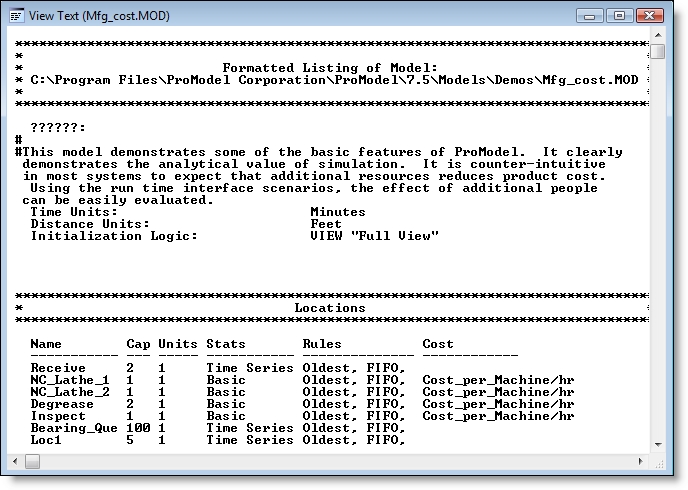 View Text (Mfg_cost.MOD)
********************************************************************************
*
* Formatted Listing of Model: *
* C:\Program Files\ProModel Corporation\ProModel\7.5\Models\Demos\Mfg_cost.MOD *
*
********************************************************************************
??????:
#
#This model demonstrates some of the basic features of ProModel. It clearly
demonstrates the analytical value of simulation. It is counter-intuitive
in most systems to expect that additional resources reduces product cost.
Using the run time interface scenarios, the effect of additional people
can be easily evaluated.
Time Units: Minutes
Distance Units: Feet
Initialization Logic: VIEW "Full View"
********************************************************************************
* Locations *
********************************************************************************
Name Cap Units Stats Rules Cost
----------- --- ----- ----------- -------------- ------------
Receive 2 1 Time Series Oldest, FIFO,
NC_Lathe_1 1 1 Basic Oldest, FIFO, Cost_per_Machine/hr
NC_Lathe_2 1 1 Basic Oldest, FIFO, Cost_per_Machine/hr
Degrease 2 1 Basic Oldest, FIFO, Cost_per_Machine/hr
Inspect 1 1 Basic Oldest, FIFO, Cost_per_Machine/hr
Bearing_Que 100 1 Time Series Oldest, FIFO,
Loc1 5 1 Time Series Oldest, FIFO,